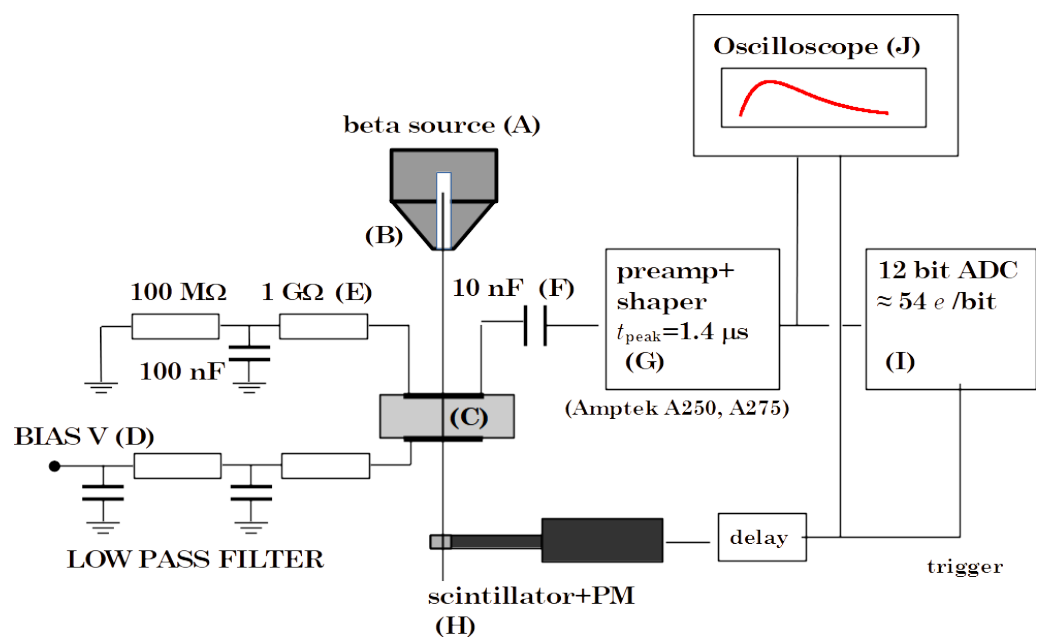 Oscilloscope (J)
beta source (A)
(B)
100 MΩ
1 GΩ (E)
10 nF (F)
preamp+
shaper
t_peak=1.4 µs
(G)
12 bit ADC
≈ 54 e /bit
(I)
100 nF
(C)
(Amptek A250, A275)
BIAS V (D)
LOW PASS FILTER
delay
trigger
scintillator+PM
(H)